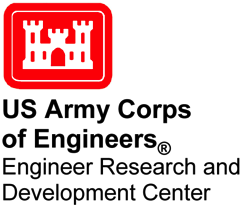 US Army Corps
of Engineers®
Engineer Research and
Development Center